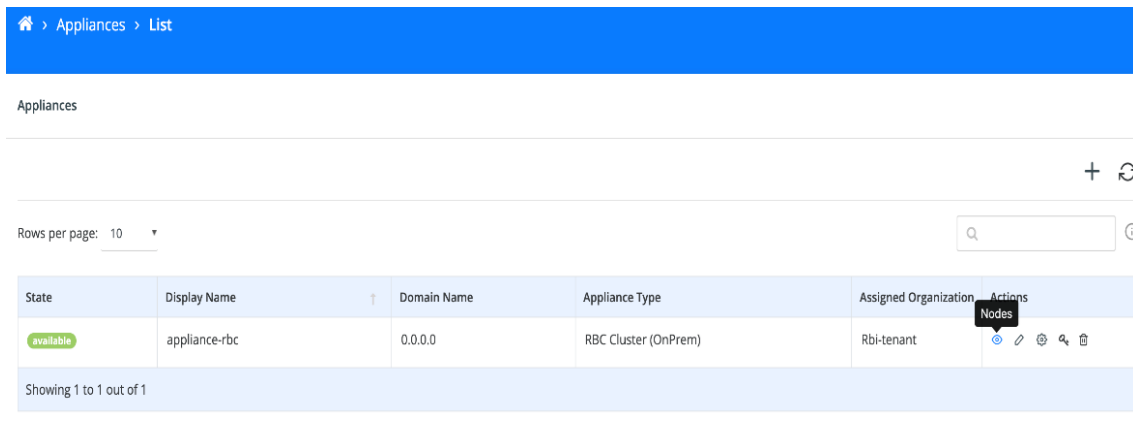 > Appliances > List
Appliances
Rows per page: 10
State Display Name ↑ Domain Name Appliance Type Assigned Organization Actions
Nodes
available appliance-rbc 0.0.0.0 RBC Cluster (OnPrem) Rbi-tenant
Showing 1 to 1 out of 1